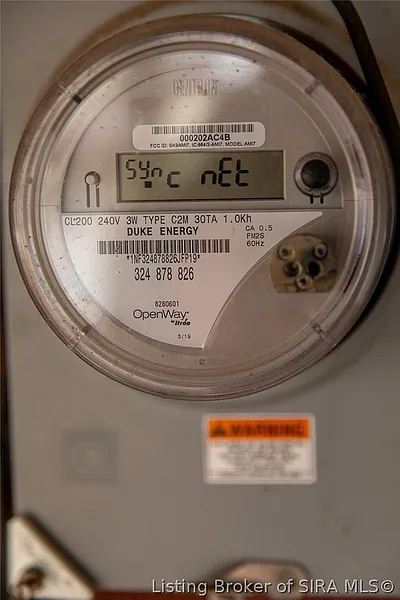 CENTRON
000202AC4B
FCC ID: SK9AMI7, IC:864G-AMI7, MODEL AMI7
Sync nEt
CL200 240V 3W TYPE C2M 30TA 1.0Kh
DUKE ENERGY
CA 0.5
FM2S
60Hz
*1NF324878826JFP19*
324 878 826
8280601
OpenWay
by Itrón
3/19
WARNING
Listing Broker of SIRA MLS©